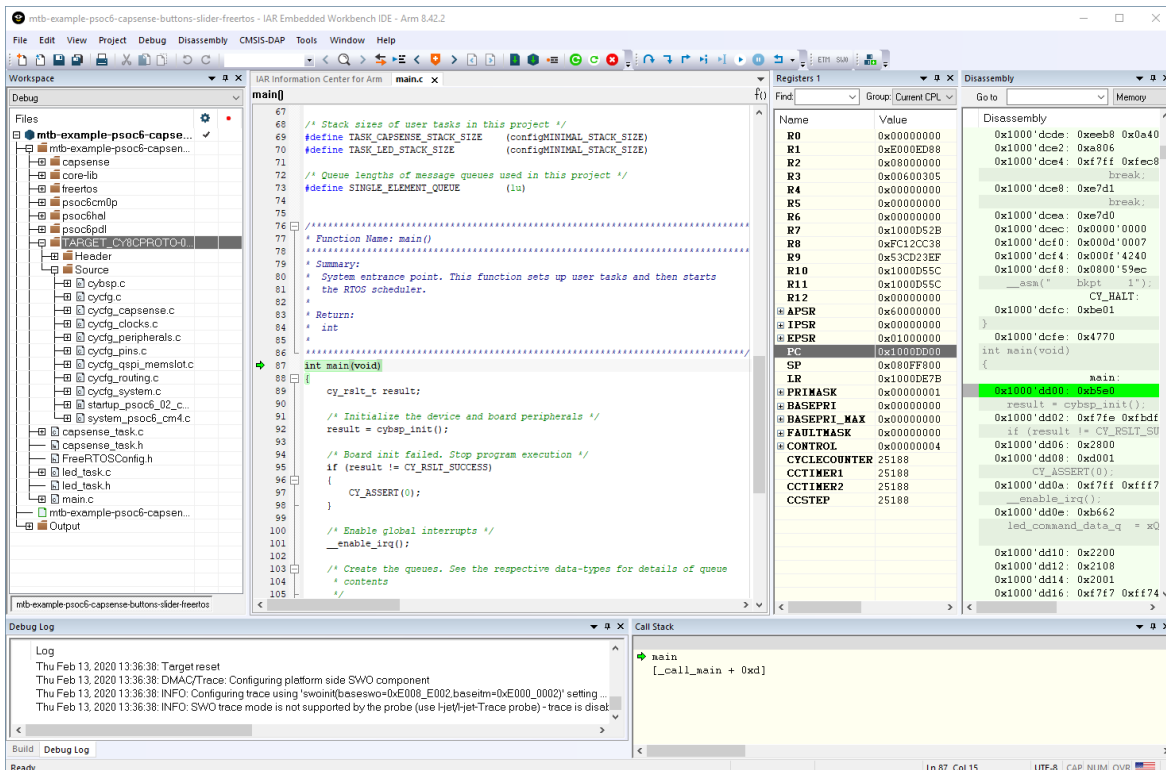 mtb-example-psoc6-capsense-buttons-slider-freertos - IAR Embedded Workbench IDE - Arm 8.42.2
File Edit View Project Debug Disassembly CMSIS-DAP Tools Window Help
ETM SWO
Workspace
Debug
Files
mtb-example-psoc6-capse...
mtb-example-psoc6-capsen...
capsense
core-lib
freertos
psoc6cm0p
psoc6hal
psoc6pdl
TARGET_CY8CPROTO-0...
Header
Source
cybsp.c
cycfg.c
cycfg_capsense.c
cycfg_clocks.c
cycfg_peripherals.c
cycfg_pins.c
cycfg_qspi_memslot.c
cycfg_routing.c
cycfg_system.c
startup_psoc6_02_c...
system_psoc6_cm4.c
capsense_task.c
capsense_task.h
FreeRTOSConfig.h
led_task.c
led_task.h
main.c
mtb-example-psoc6-capsen...
Output
mtb-example-psoc6-capsense-buttons-slider-freertos
IAR Information Center for Arm main.c x
main() f()
67
68 /* Stack sizes of user tasks in this project */
69 #define TASK_CAPSENSE_STACK_SIZE (configMINIMAL_STACK_SIZE)
70 #define TASK_LED_STACK_SIZE (configMINIMAL_STACK_SIZE)
71
72 /* Queue lengths of message queues used in this project */
73 #define SINGLE_ELEMENT_QUEUE (1u)
74
75
76 /*******************************************************************************
77 * Function Name: main()
78 ********************************************************************************
79 * Summary:
80 * System entrance point. This function sets up user tasks and then starts
81 * the RTOS scheduler.
82 *
83 * Return:
84 * int
85 *
86 *******************************************************************************/
87 int main(void)
88 {
89 cy_rslt_t result;
90
91 /* Initialize the device and board peripherals */
92 result = cybsp_init();
93
94 /* Board init failed. Stop program execution */
95 if (result != CY_RSLT_SUCCESS)
96 {
97 CY_ASSERT(0);
98 }
99
100 /* Enable global interrupts */
101 __enable_irq();
102
103 /* Create the queues. See the respective data-types for details of queue
104 * contents
105 */
Registers 1
Find: Group: Current CPU
Name Value
R0 0x00000000
R1 0xE000ED88
R2 0x08000000
R3 0x00600305
R4 0x00000000
R5 0x00000000
R6 0x00000000
R7 0x1000D52B
R8 0xFC12CC38
R9 0x53CD23EF
R10 0x1000D55C
R11 0x1000D55C
R12 0x00000000
APSR 0x60000000
IPSR 0x00000000
EPSR 0x01000000
PC 0x1000DD00
SP 0x080FF800
LR 0x1000DE7B
PRIMASK 0x00000001
BASEPRI 0x00000000
BASEPRI_MAX 0x00000000
FAULTMASK 0x00000000
CONTROL 0x00000004
CYCLECOUNTER 25188
CCTIMER1 25188
CCTIMER2 25188
CCSTEP 25188
Disassembly
Go to Memory
Disassembly
0x1000'dcde: 0xeeb8 0x0a40
0x1000'dce2: 0xa806
0x1000'dce4: 0xf7ff 0xfec8
break;
0x1000'dce8: 0xe7d1
break;
0x1000'dcea: 0xe7d0
0x1000'dcec: 0x0000'0000
0x1000'dcf0: 0x000d'0007
0x1000'dcf4: 0x000f'4240
0x1000'dcf8: 0x0800'59ec
__asm(" bkpt 1");
CY_HALT:
0x1000'dcfc: 0xbe01
}
0x1000'dcfe: 0x4770
int main(void)
{
main:
0x1000'dd00: 0xb5e0
result = cybsp_init();
0x1000'dd02: 0xf7fe 0xfbdf
if (result != CY_RSLT_SU
0x1000'dd06: 0x2800
0x1000'dd08: 0xd001
CY_ASSERT(0);
0x1000'dd0a: 0xf7ff 0xfff7
__enable_irq();
0x1000'dd0e: 0xb662
led_command_data_q = xQ
0x1000'dd10: 0x2200
0x1000'dd12: 0x2108
0x1000'dd14: 0x2001
0x1000'dd16: 0xf7f7 0xff74
Debug Log
Log
Thu Feb 13, 2020 13:36:38: Target reset
Thu Feb 13, 2020 13:36:38: DMAC/Trace: Configuring platform side SWO component
Thu Feb 13, 2020 13:36:38: INFO: Configuring trace using 'swoinit(baseswo=0xE008_E002,baseitm=0xE000_0002)' setting ...
Thu Feb 13, 2020 13:36:38: INFO: SWO trace mode is not supported by the probe (use I-jet/I-jet-Trace probe) - trace is disab
Build Debug Log
Call Stack
main
[_call_main + 0xd]
Ready Ln 87, Col 15 UTF-8 CAP NUM OVR